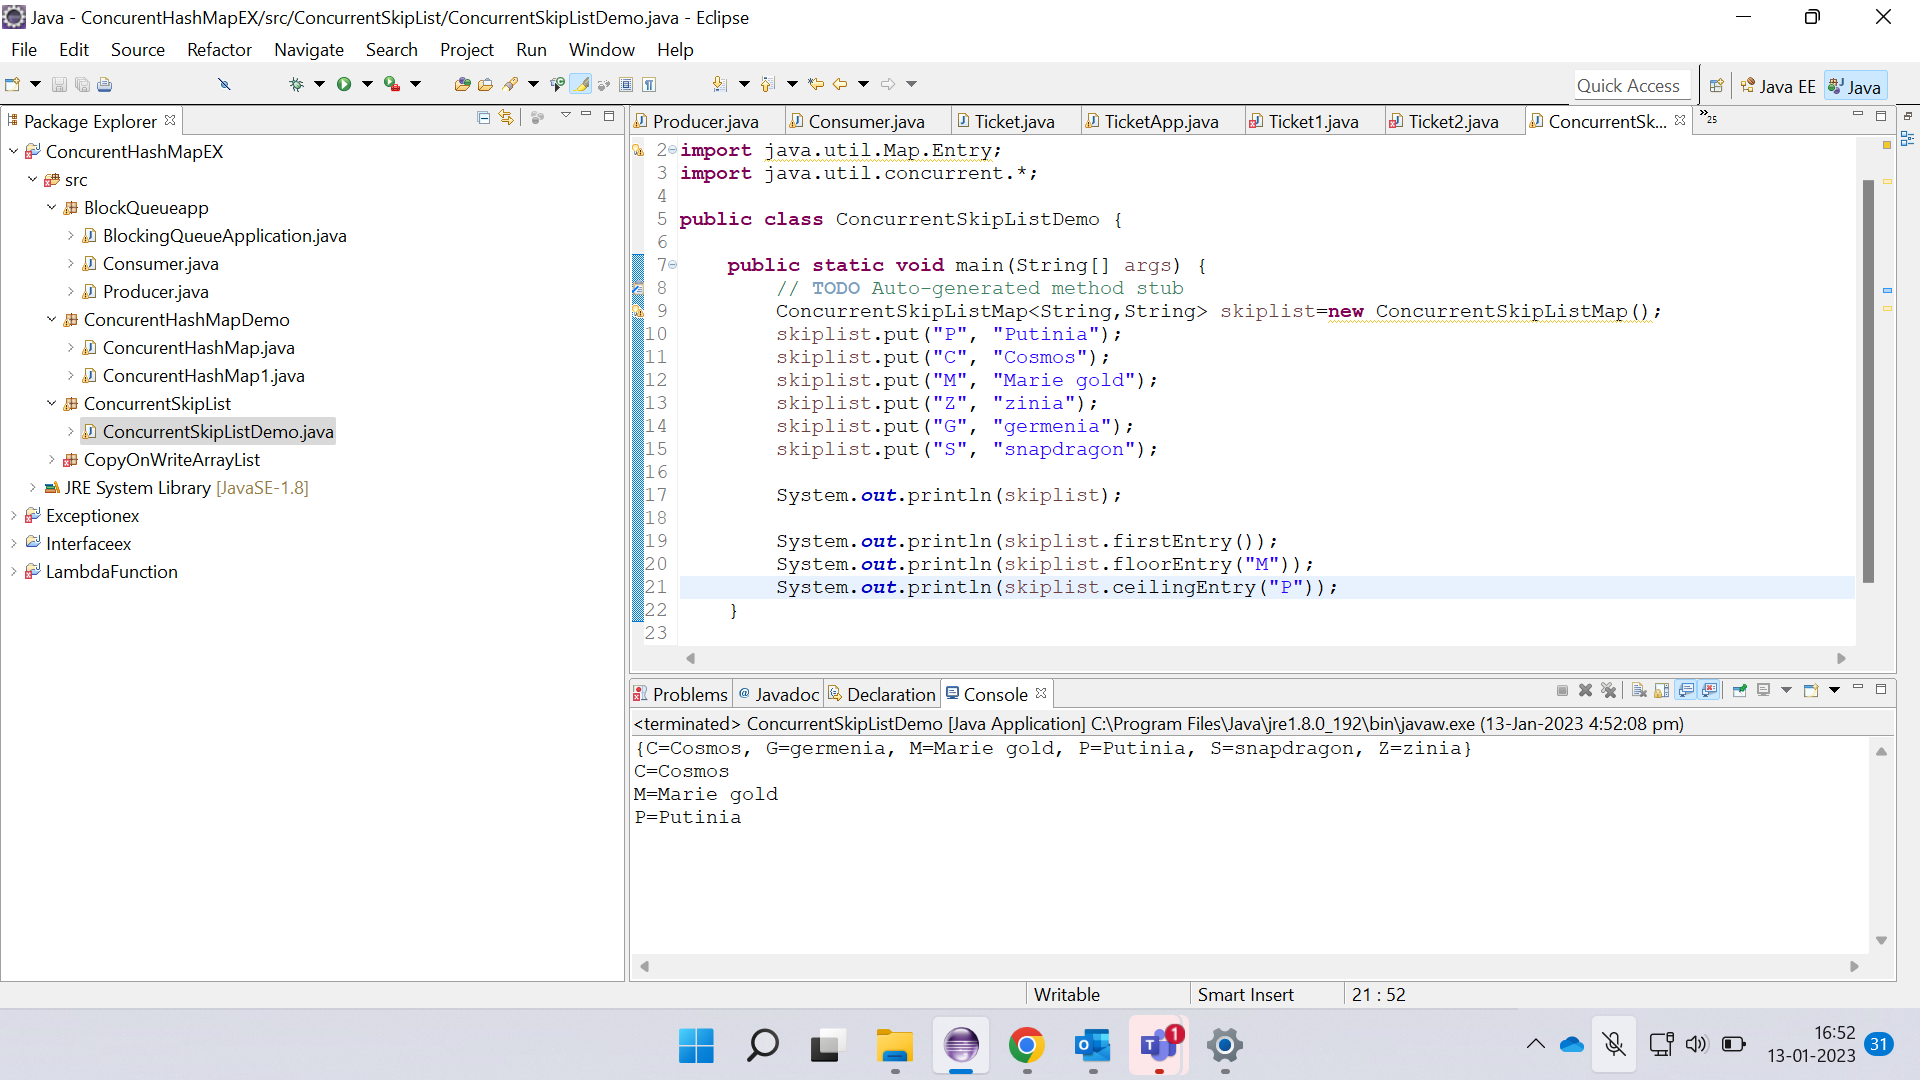 Java - ConcurentHashMapEX/src/ConcurrentSkipList/ConcurrentSkipListDemo.java - Eclipse
File Edit Source Refactor Navigate Search Project Run Window Help
Quick Access Java EE Java
Package Explorer
ConcurentHashMapEX
src
BlockQueueapp
BlockingQueueApplication.java
Consumer.java
Producer.java
ConcurentHashMapDemo
ConcurentHashMap.java
ConcurentHashMap1.java
ConcurrentSkipList
ConcurrentSkipListDemo.java
CopyOnWriteArrayList
JRE System Library [JavaSE-1.8]
Exceptionex
Interfaceex
LambdaFunction
Producer.java Consumer.java Ticket.java TicketApp.java Ticket1.java Ticket2.java ConcurrentSk... »25
2 import java.util.Map.Entry;
3 import java.util.concurrent.*;
4
5 public class ConcurrentSkipListDemo {
6
7 public static void main(String[] args) {
8 // TODO Auto-generated method stub
9 ConcurrentSkipListMap<String,String> skiplist=new ConcurrentSkipListMap();
10 skiplist.put("P", "Putinia");
11 skiplist.put("C", "Cosmos");
12 skiplist.put("M", "Marie gold");
13 skiplist.put("Z", "zinia");
14 skiplist.put("G", "germenia");
15 skiplist.put("S", "snapdragon");
16
17 System.out.println(skiplist);
18
19 System.out.println(skiplist.firstEntry());
20 System.out.println(skiplist.floorEntry("M"));
21 System.out.println(skiplist.ceilingEntry("P"));
22 }
23
Problems @ Javadoc Declaration Console
<terminated> ConcurrentSkipListDemo [Java Application] C:\Program Files\Java\jre1.8.0_192\bin\javaw.exe (13-Jan-2023 4:52:08 pm)
{C=Cosmos, G=germenia, M=Marie gold, P=Putinia, S=snapdragon, Z=zinia}
C=Cosmos
M=Marie gold
P=Putinia
Writable Smart Insert 21 : 52
1
16:52
13-01-2023
31